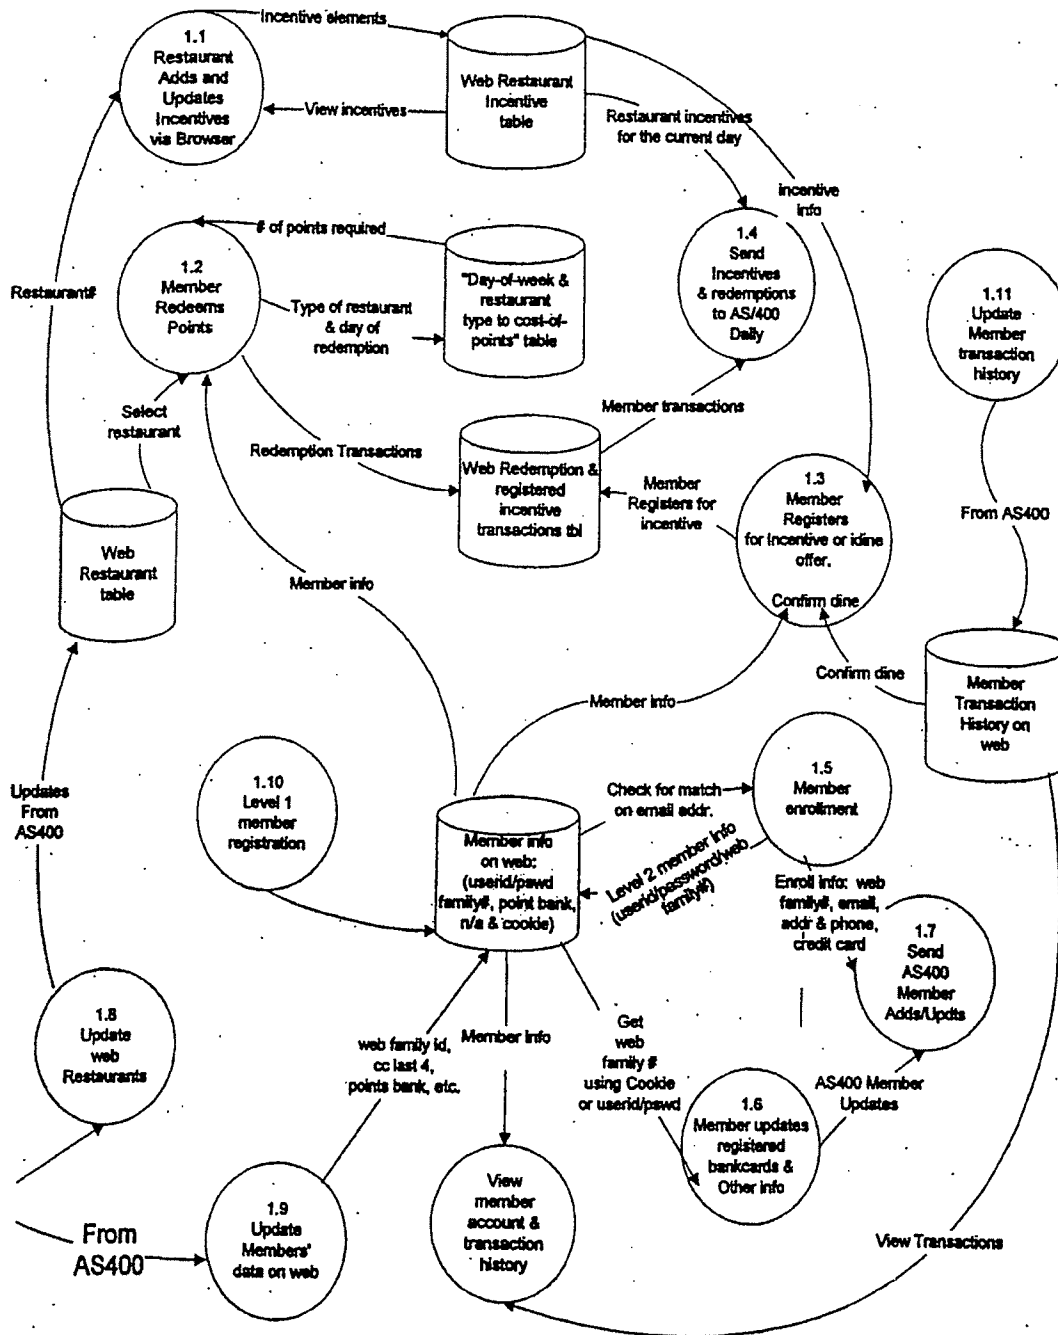 Incentive elements
1.1
Restaurant
Adds and
Updates
Incentives
via Browser
View incentives
Web Restaurant
Incentive
table
Restaurant incentives
for the current day
incentive
info
# of points required
1.2
Member
Redeems
Points
Restaurant#
Type of restaurant
& day of
redemption
"Day-of-week &
restaurant
type to cost-of-
points" table
1.4
Send
Incentives
& redemptions
to AS/400
Daily
1.11
Update
Member
transaction
history
Select
restaurant
Redemption Transactions
Member transactions
Web Redemption &
registered
incentive
transactions tbl
Member
Registers for
incentive
1.3
Member
Registers
for Incentive or idine
offer.
Confirm dine
From AS400
Web
Restaurant
table
Member info
Confirm dine
Member info
Member
Transaction
History on
web
Updates
From
AS400
1.10
Level 1
member
registration
Check for match
on email addr.
1.5
Member
enrollment
Member info
on web:
(userid/pswd
family#, point bank,
n/a & cookie)
Level 2 member info
(userid/password/web
family#)
Enroll info: web
family#, email,
addr & phone,
credit card
1.7
Send
AS400
Member
Adds/Updts
1.8
Update
web
Restaurants
web family id,
cc last 4,
points bank, etc.
Member info
Get
web
family #
using Cookie
or userid/pswd
AS400 Member
Updates
1.6
Member updates
registered
bankcards &
Other info
From
AS400
1.9
Update
Members'
data on web
View
member
account &
transaction
history
View Transactions